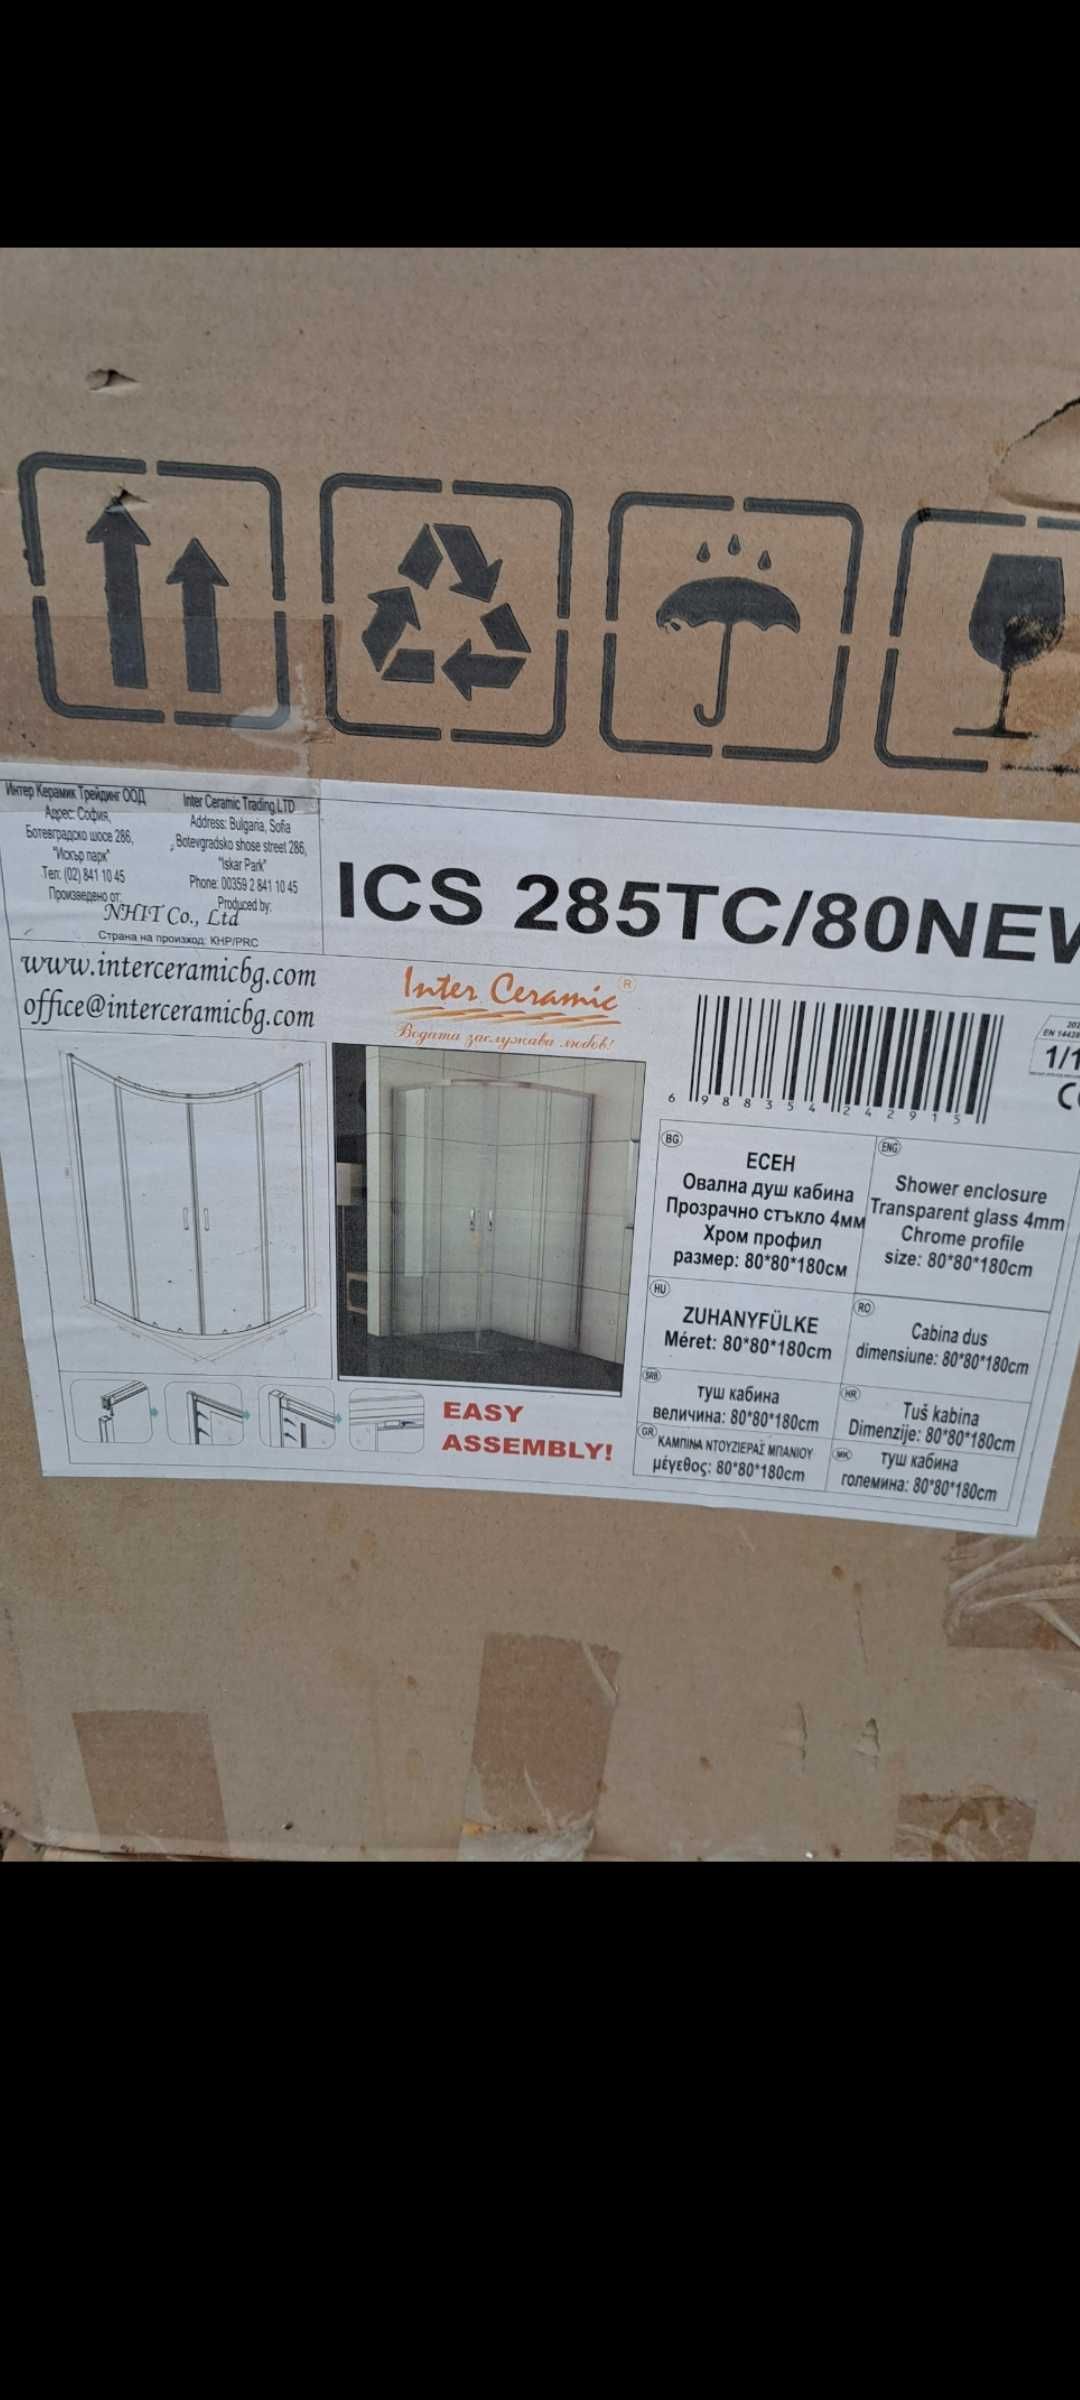 Интер Керамик Трейдинг ООД
Адрес: София,
Ботевградско шосе 286,
"Искър парк"
Тел: (02) 841 10 45
Произведено от:
Inter Ceramic Trading LTD
Address: Bulgaria, Sofia
Botevgradsko shose street 286,
"Iskar Park"
Phone: 00359 2 841 10 45
Produced by:
NHIT Co., Ltd
Страна на произход: КНР/PRC
ICS 285TC/80NEW
www.interceramicbg.com
office@interceramicbg.com
Inter Ceramic ®
Водата заслужава любов!
6 988354 242915
EN
1/1
CE
BG
ЕСЕН
Овална душ кабина
Прозрачно стъкло 4мм
Хром профил
размер: 80*80*180см
ENG
Shower enclosure
Transparent glass 4mm
Chrome profile
size: 80*80*180cm
HU
ZUHANYFÜLKE
Méret: 80*80*180cm
RO
Cabina dus
dimensiune: 80*80*180cm
SRB
туш кабина
величина: 80*80*180cm
HR
Tuš kabina
Dimenzije: 80*80*180cm
GR
ΚΑΜΠΙΝΑ ΝΤΟΥΖΙΕΡΑΣ ΜΠΑΝΙΟΥ
μέγεθος: 80*80*180cm
MK
туш кабина
големина: 80*80*180cm
EASY
ASSEMBLY!